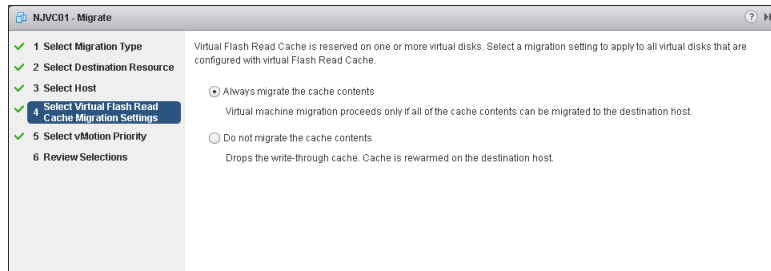 NJVC01 - Migrate
?
1 Select Migration Type
2 Select Destination Resource
3 Select Host
4 Select Virtual Flash Read
Cache Migration Settings
5 Select vMotion Priority
6 Review Selections
Virtual Flash Read Cache is reserved on one or more virtual disks. Select a migration setting to apply to all virtual disks that are
configured with virtual Flash Read Cache.
Always migrate the cache contents
Virtual machine migration proceeds only if all of the cache contents can be migrated to the destination host.
Do not migrate the cache contents
Drops the write-through cache. Cache is rewarmed on the destination host.